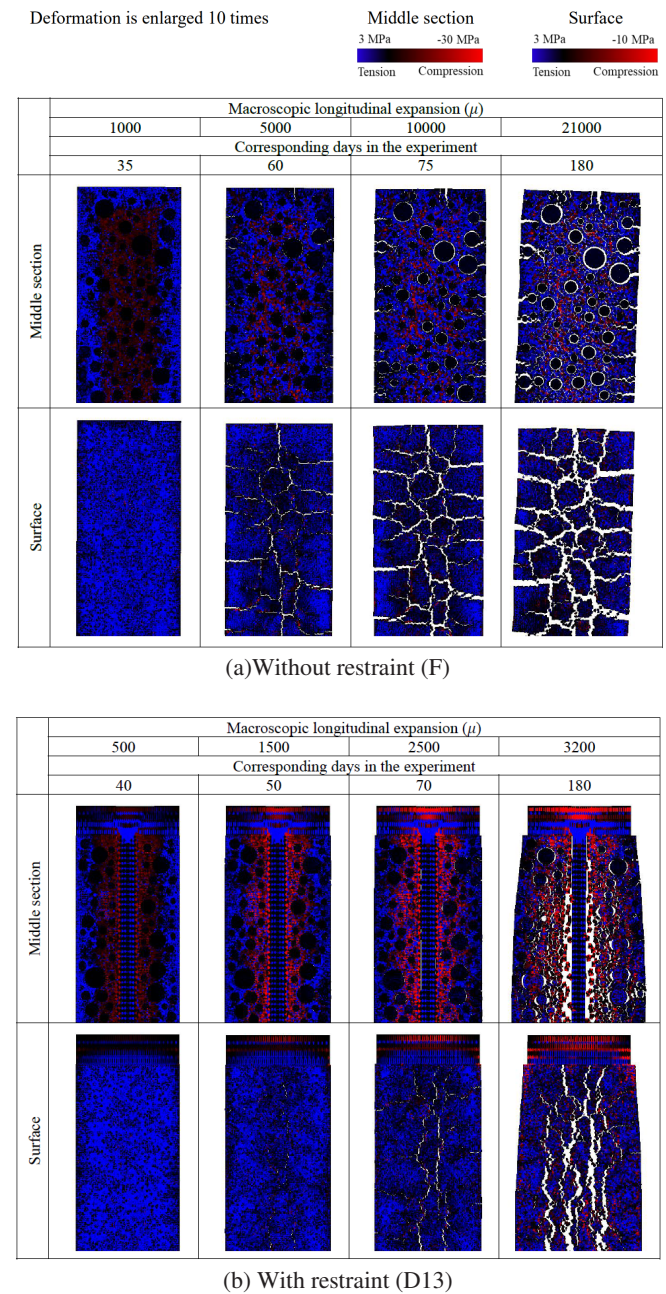 Deformation is enlarged 10 times
Middle section
Surface
3 MPa -30 MPa
3 MPa -10 MPa
Tension Compression
Tension Compression
Macroscopic longitudinal expansion (μ)
1000 5000 10000 21000
Corresponding days in the experiment
35 60 75 180
Middle section
Surface
(a)Without restraint (F)
Macroscopic longitudinal expansion (μ)
500 1500 2500 3200
Corresponding days in the experiment
40 50 70 180
Middle section
Surface
(b) With restraint (D13)